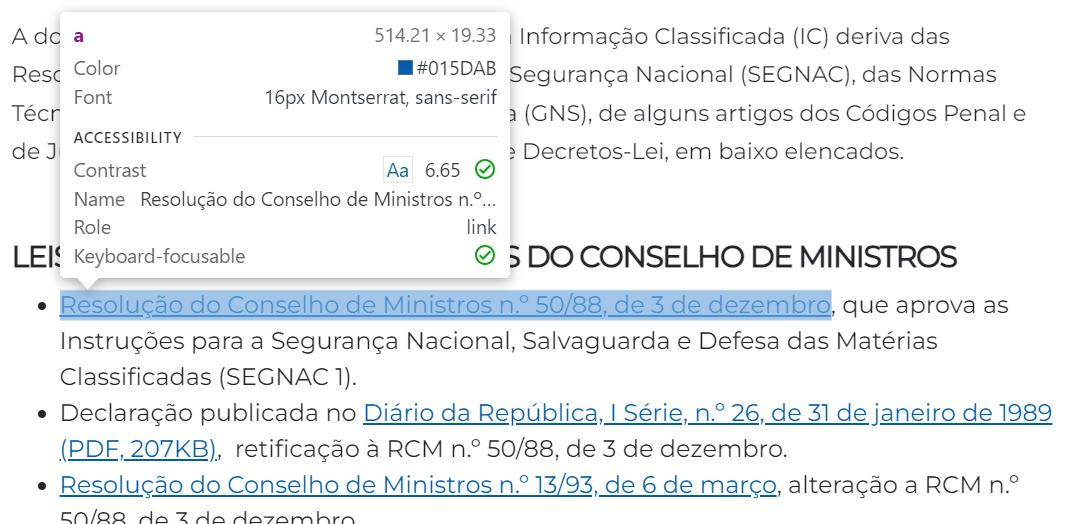 a 514.21 × 19.33
Color #015DAB
Font 16px Montserrat, sans-serif
ACCESSIBILITY
Contrast Aa 6.65
Name Resolução do Conselho de Ministros n.º…
Role link
Keyboard-focusable
A Informação Classificada (IC) deriva das
Segurança Nacional (SEGNAC), das Normas
(GNS), de alguns artigos dos Códigos Penal e
de Decretos-Lei, em baixo elencados.
DO CONSELHO DE MINISTROS
• Resolução do Conselho de Ministros n.º 50/88, de 3 de dezembro, que aprova as
Instruções para a Segurança Nacional, Salvaguarda e Defesa das Matérias
Classificadas (SEGNAC 1).
• Declaração publicada no Diário da República, I Série, n.º 26, de 31 de janeiro de 1989
(PDF, 207KB), retificação à RCM n.º 50/88, de 3 de dezembro.
• Resolução do Conselho de Ministros n.º 13/93, de 6 de março, alteração a RCM n.º
50/88, de 3 de dezembro